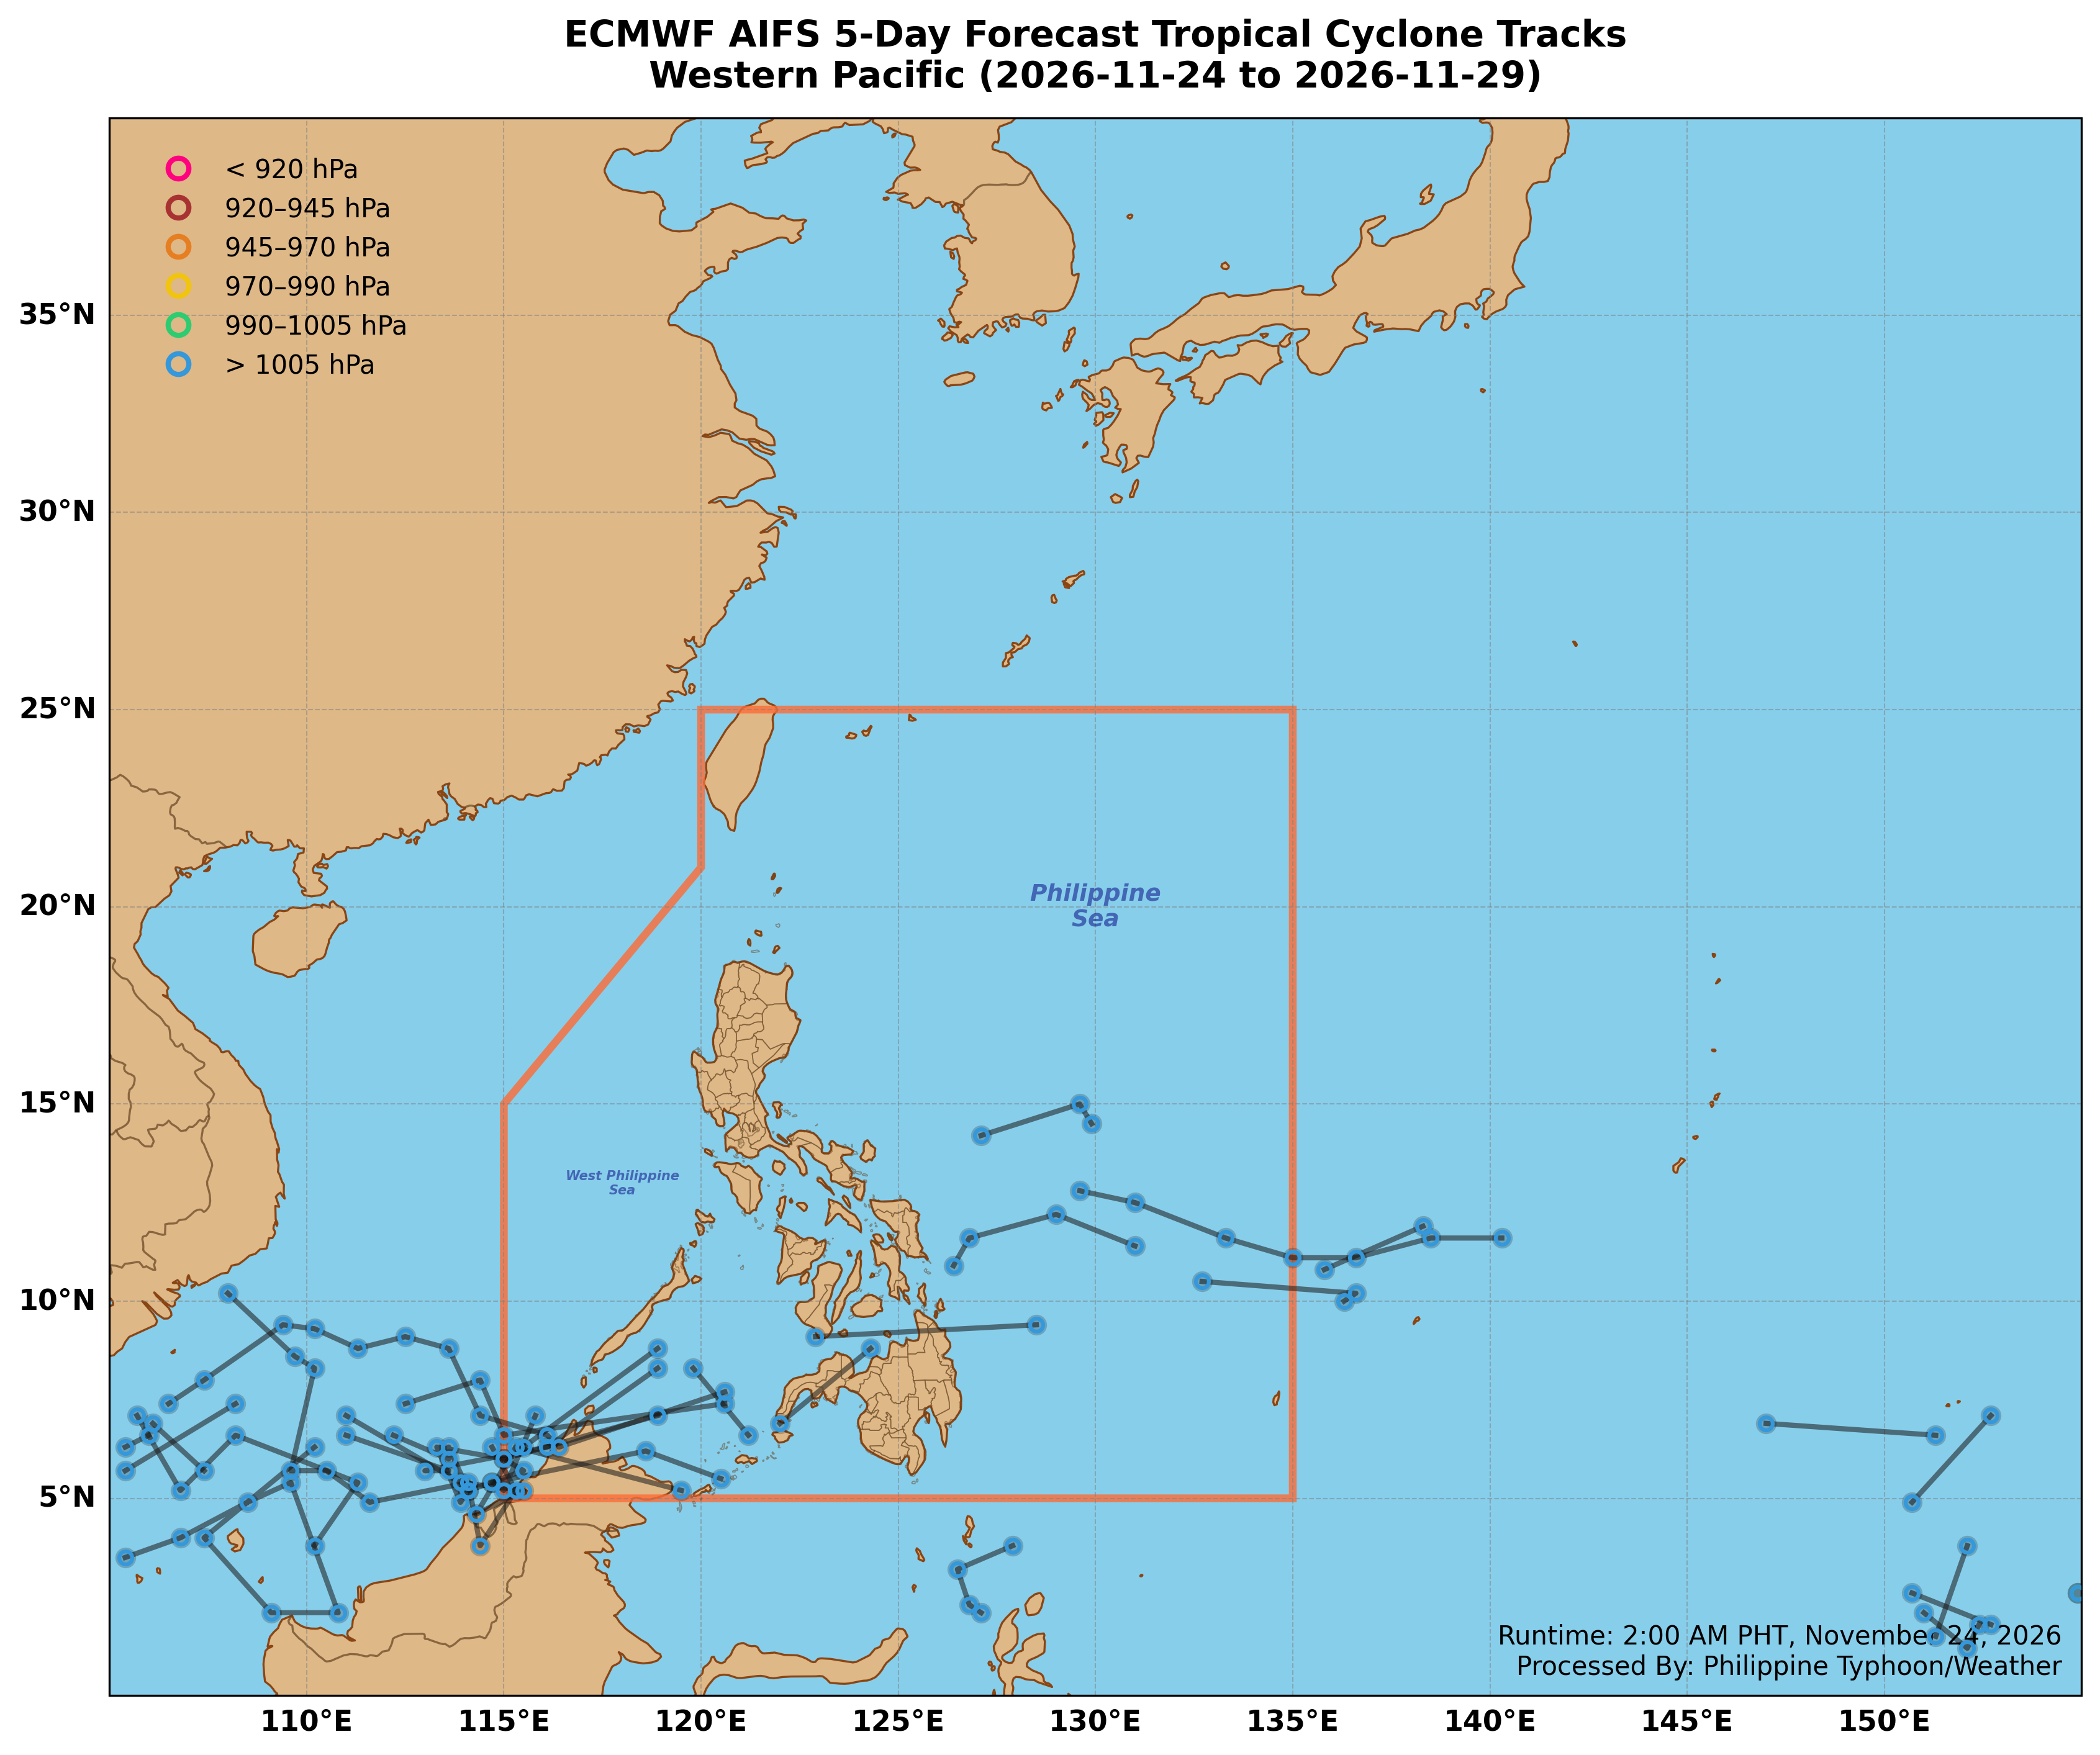 ECMWF AIFS 5-Day Forecast Tropical Cyclone Tracks
Western Pacific (2026-11-24 to 2026-11-29)
< 920 hPa
920–945 hPa
945–970 hPa
970–990 hPa
990–1005 hPa
> 1005 hPa
35°N
30°N
25°N
20°N
15°N
10°N
5°N
Philippine
Sea
West Philippine
Sea
Runtime: 2:00 AM PHT, November 24, 2026
Processed By: Philippine Typhoon/Weather
110°E
115°E
120°E
125°E
130°E
135°E
140°E
145°E
150°E